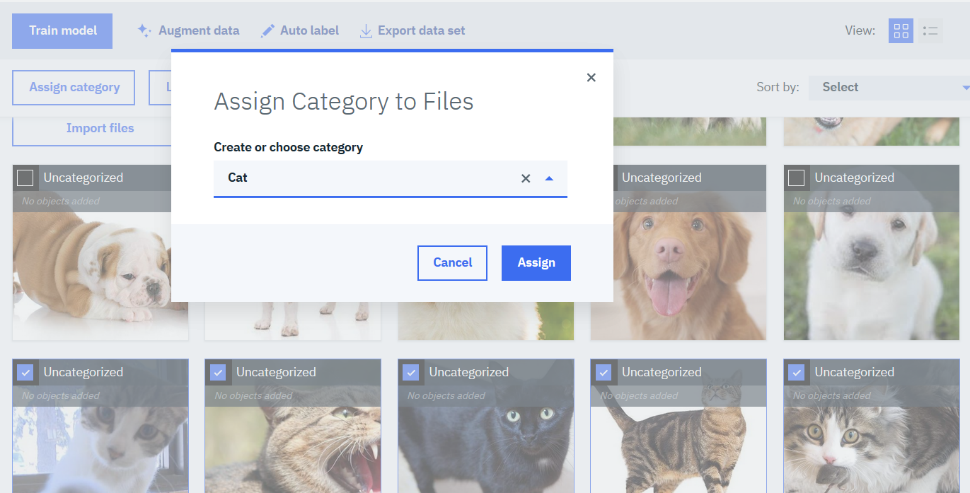 Train model
Augment data
Auto label
Export data set
View:
Assign category
L
Sort by:
Select
Import files
Assign Category to Files
Create or choose category
Cat
Cancel
Assign
Uncategorized
No objects added
Uncategorized
objects added
Uncategorized
No objects added
Uncategorized
No objects added
Uncategorized
No objects added
Uncategorized
No objects added
Uncategorized
No objects added
Uncategorized
No objects added